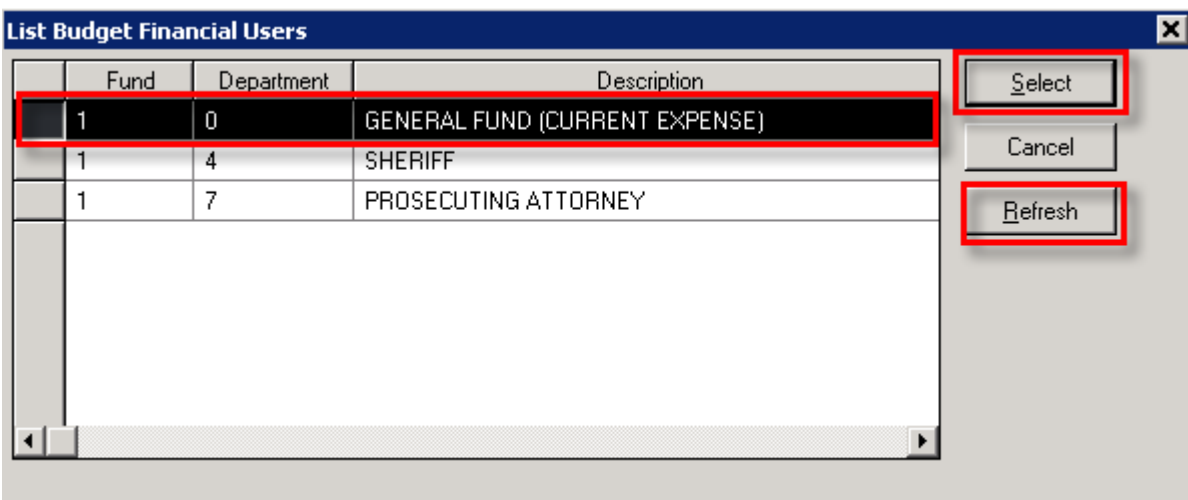 List Budget Financial Users
Fund Department Description
1 0 GENERAL FUND (CURRENT EXPENSE)
1 4 SHERIFF
1 7 PROSECUTING ATTORNEY
Select
Cancel
Refresh